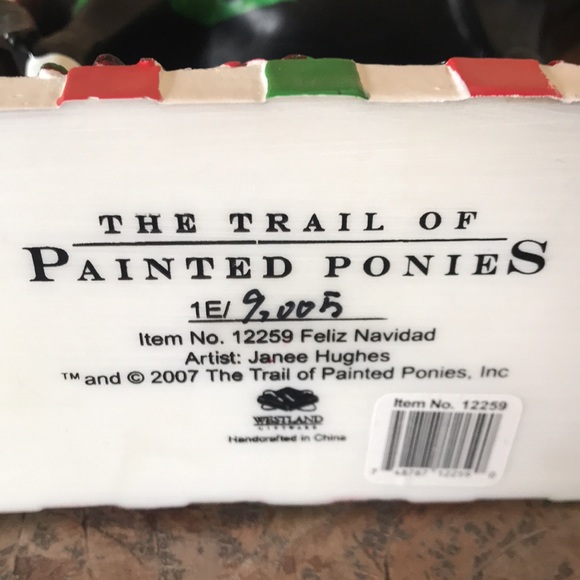 THE TRAIL OF
PAINTED PONIES
1E/ 9,005
Item No. 12259 Feliz Navidad
Artist: Janee Hughes
™ and © 2007 The Trail of Painted Ponies, Inc
WESTLAND
GIFTWARE
Handcrafted in China
Item No. 12259